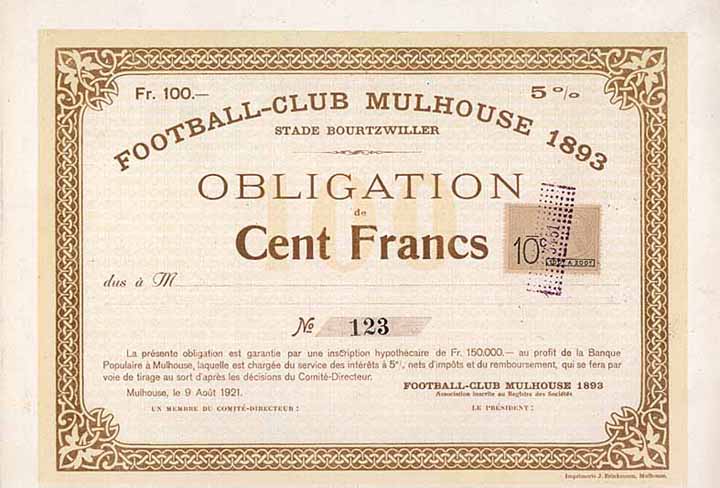 Fr. 100.— 5%
FOOTBALL-CLUB MULHOUSE 1893
STADE BOURTZWILLER
OBLIGATION
de
100
Cent Francs
10c
dus à M
No 123
La présente obligation est garantie par une inscription hypothécaire de Fr. 150.000.— au profit de la Banque
Populaire à Mulhouse, laquelle est chargée du service des intérêts à 5%, nets d'impôts et du remboursement, qui se fera par
voie de tirage au sort d'après les décisions du Comité-Directeur.
Mulhouse, le 9 Août 1921.
FOOTBALL-CLUB MULHOUSE 1893
Association inscrite au Registre des Sociétés
UN MEMBRE DU COMITÉ-DIRECTEUR: LE PRÉSIDENT:
Imprimerie J. Brinkmann, Mulhouse.